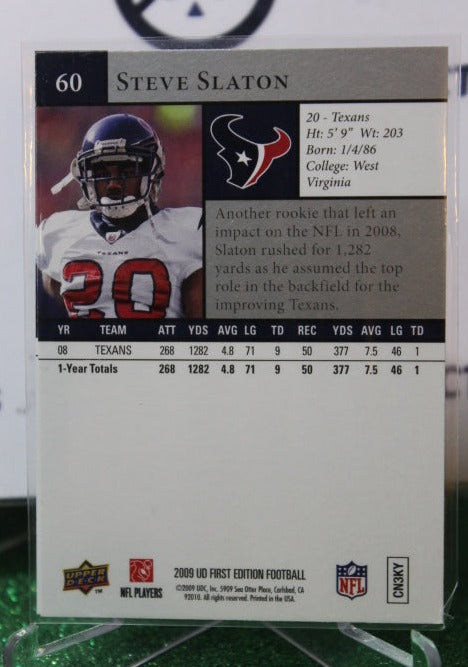 60 STEVE SLATON
20 - Texans
Ht: 5' 9" Wt: 203
Born: 1/4/86
College: West
Virginia
Another rookie that left an
impact on the NFL in 2008,
Slaton rushed for 1,282
yards as he assumed the top
role in the backfield for the
improving Texans.
TEXANS
20
YR TEAM ATT YDS AVG LG TD REC YDS AVG LG TD
08 TEXANS 268 1282 4.8 71 9 50 377 7.5 46 1
1-Year Totals 268 1282 4.8 71 9 50 377 7.5 46 1
UPPER
DECK
TM
NFL PLAYERS
2009 UD FIRST EDITION FOOTBALL
©2009 UDC, Inc. 5909 Sea Otter Place, Carlsbad, CA
92010. All rights reserved. Printed in the USA.
NFL
CN3KY